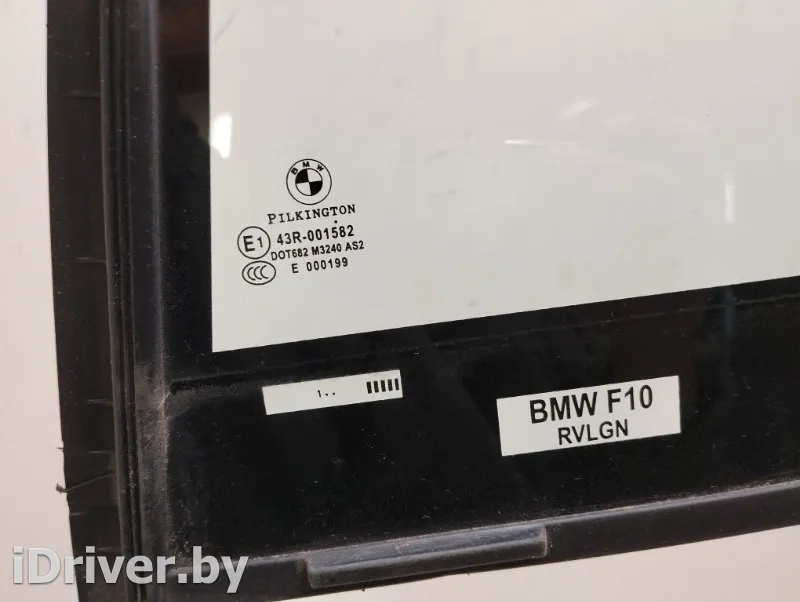 BMW
PILKINGTON
E1 43R-001582
DOT682 M3240 AS2
CCC E 000199
1..
BMW F10
RVLGN
iDriver.by